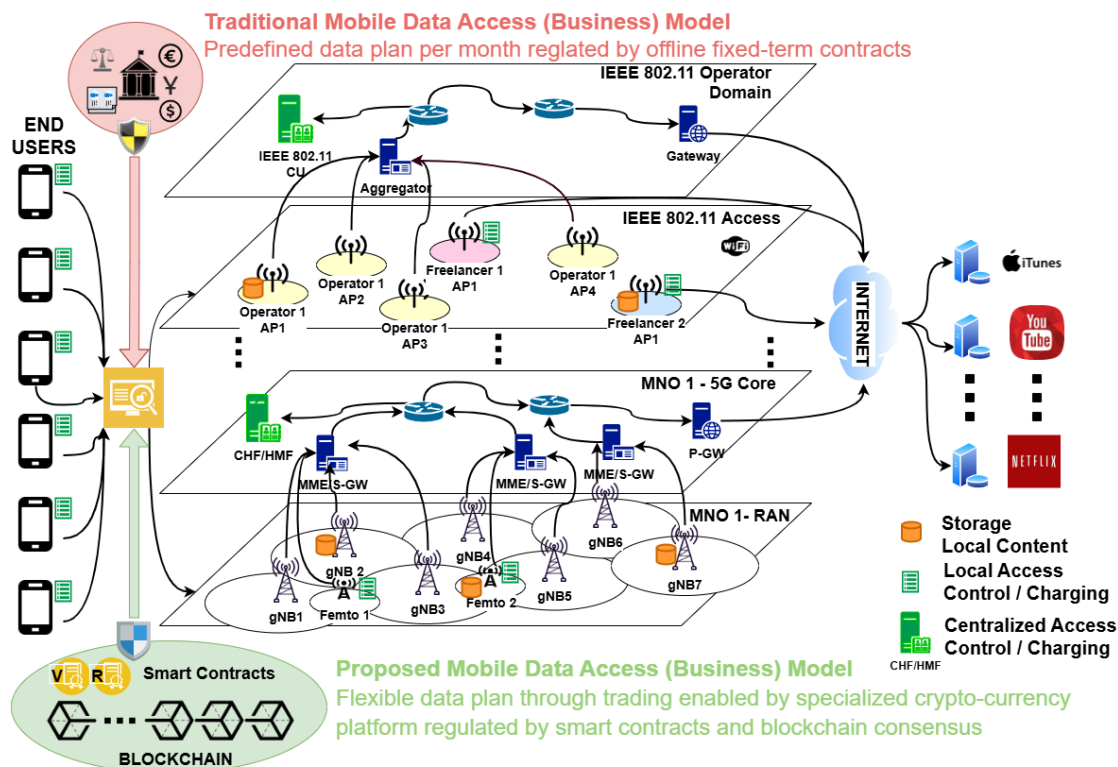 Traditional Mobile Data Access (Business) Model
Predefined data plan per month reglated by offline fixed-term contracts
IEEE 802.11 Operator
Domain
END
USERS
IEEE 802.11
CU
Aggregator
Gateway
IEEE 802.11 Access
WiFi
Freelancer 1
AP1
Operator 1
AP2
Operator 1
AP4
Operator 1
AP1
Operator 1
AP3
Freelancer 2
AP1
INTERNET
iTunes
You
Tube
NETFLIX
MNO 1 - 5G Core
CHF/HMF
MME/S-GW
MME/S-GW
MME/S-GW
P-GW
MNO 1- RAN
gNB1
gNB 2
gNB3
gNB4
gNB5
gNB6
gNB7
Femto 1
Femto 2
A
A
Storage
Local Content
Local Access
Control / Charging
Centralized Access
Control / Charging
CHF/HMF
V
R
Smart Contracts
BLOCKCHAIN
Proposed Mobile Data Access (Business) Model
Flexible data plan through trading enabled by specialized crypto-currency
platform regulated by smart contracts and blockchain consensus